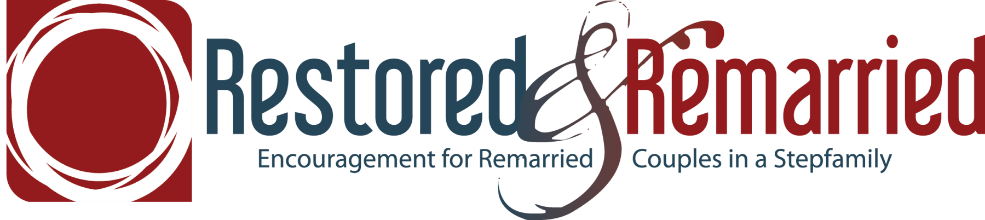 Restored & Remarried
Encouragement for Remarried Couples in a Stepfamily